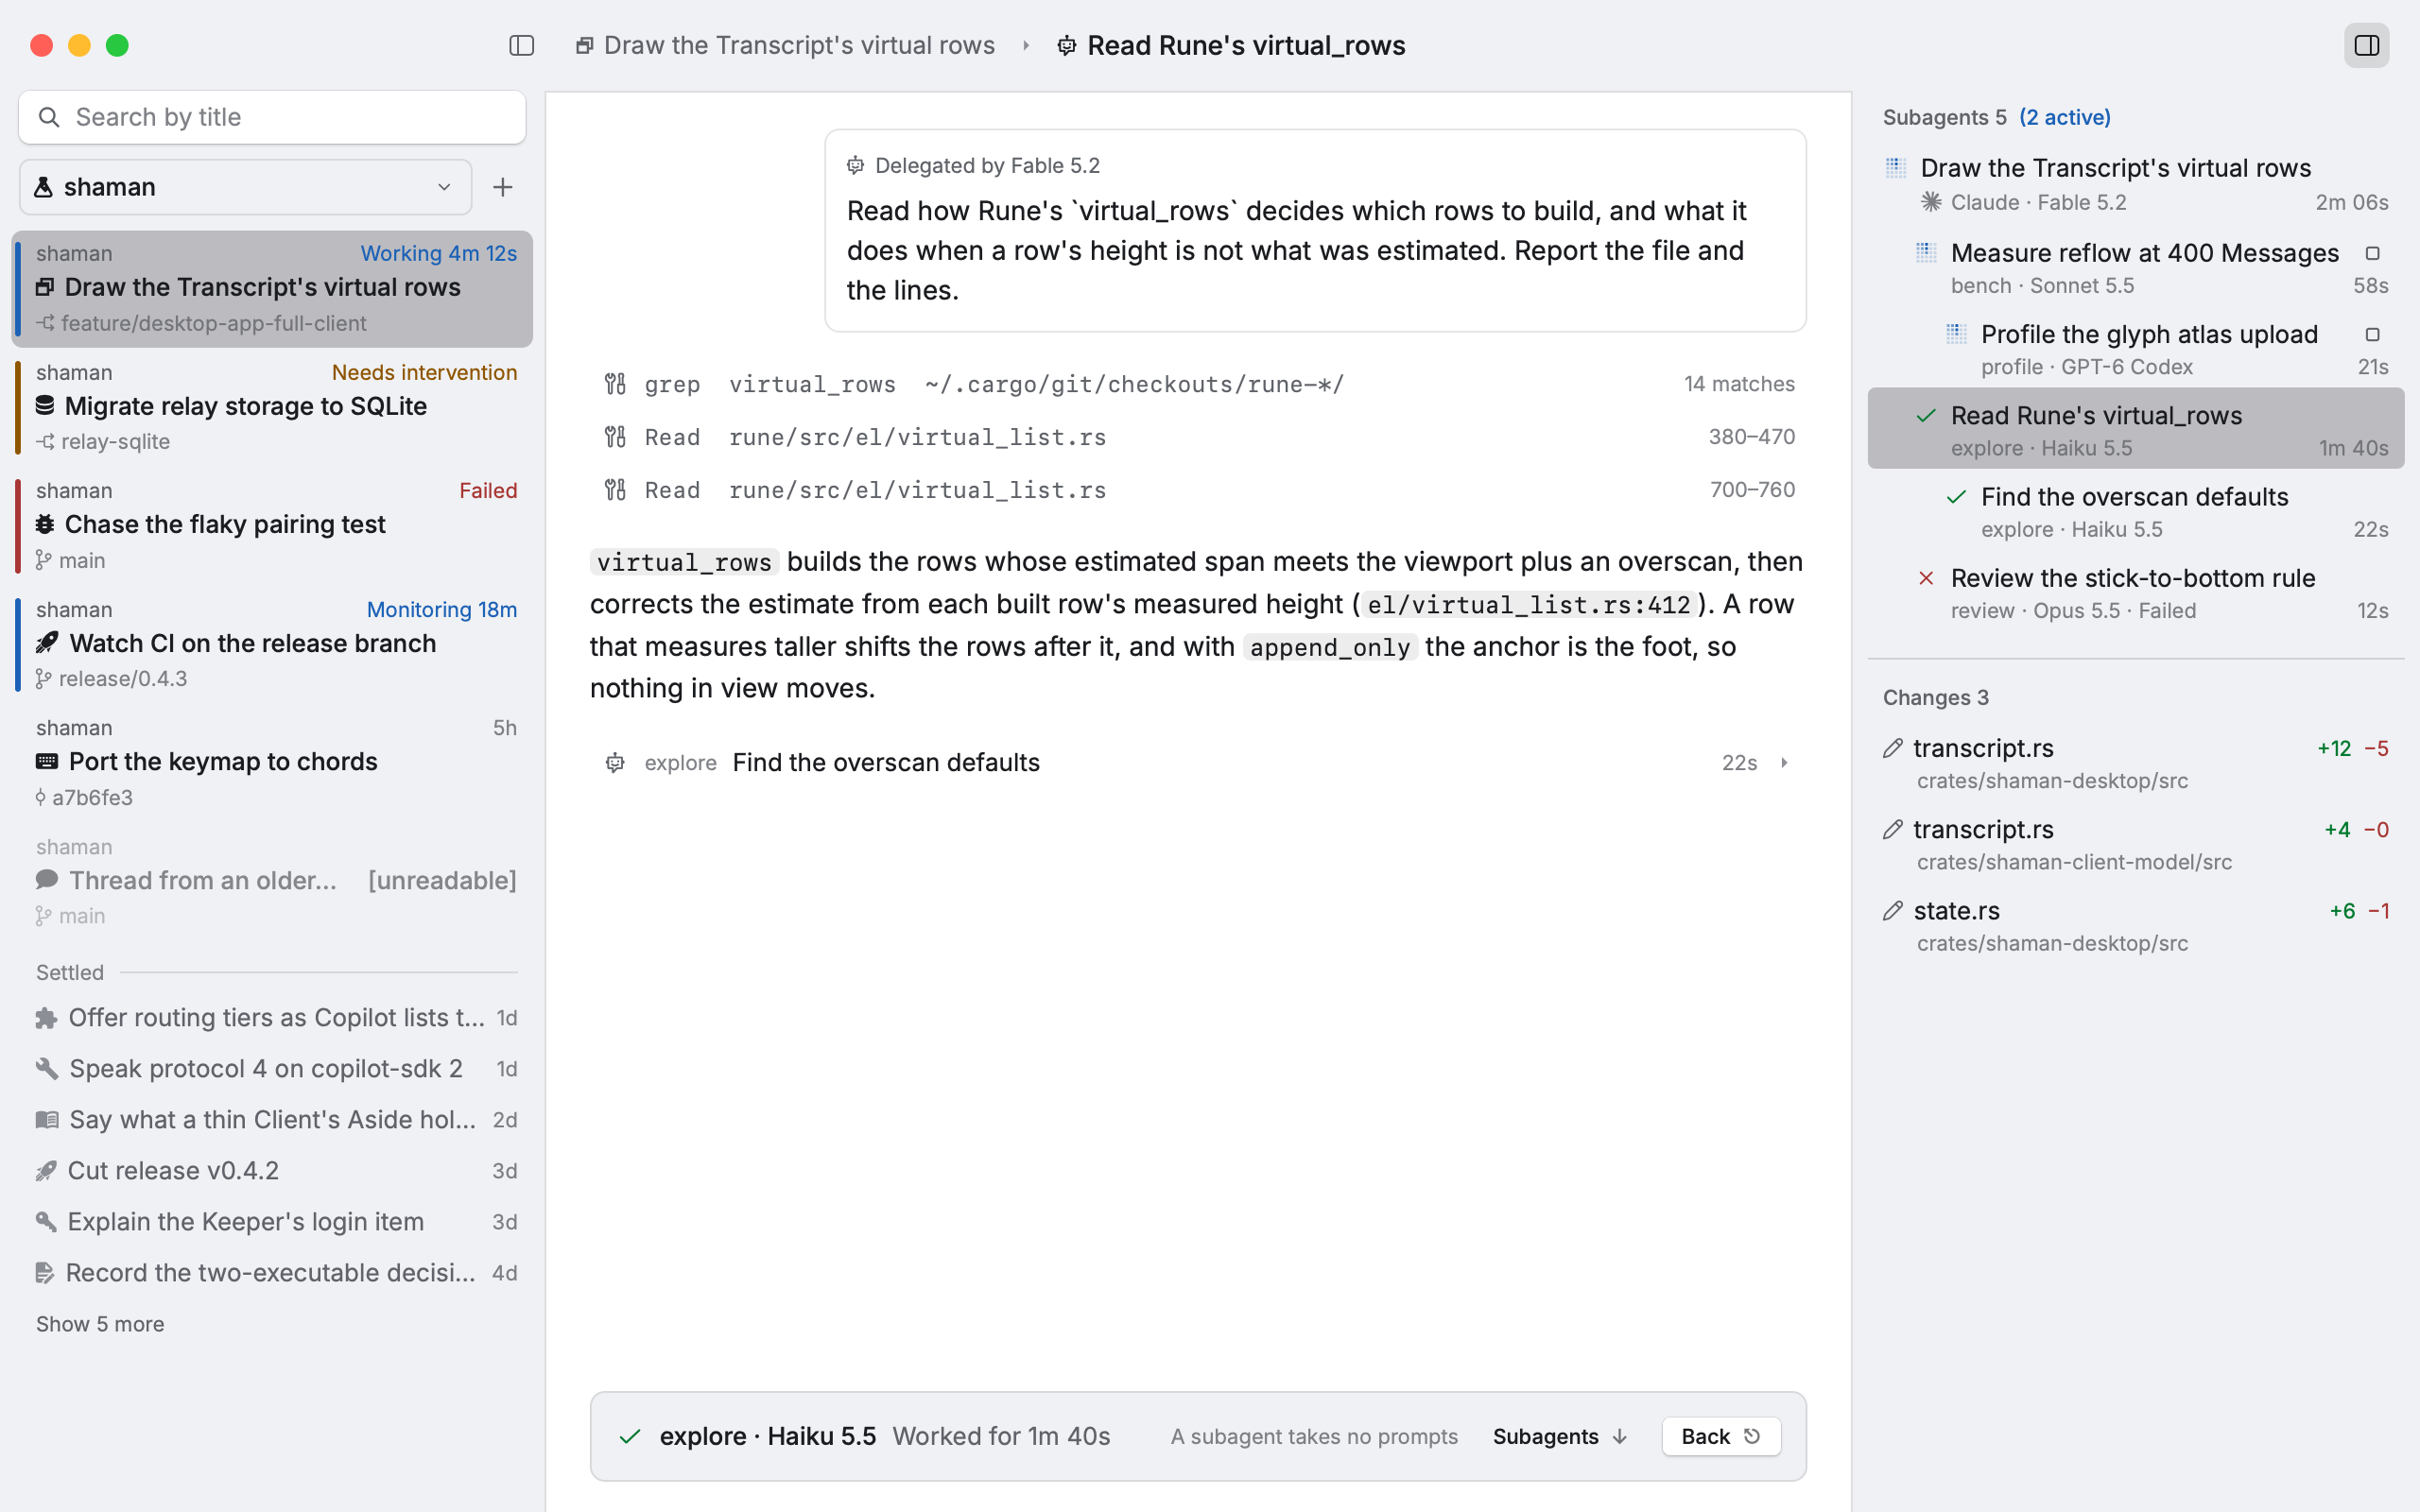 Draw the Transcript's virtual rows
Read Rune's virtual_rows
Search by title
shaman
shaman
Working 4m 12s
Draw the Transcript's virtual rows
feature/desktop-app-full-client
shaman
Needs intervention
Migrate relay storage to SQLite
relay-sqlite
shaman
Failed
Chase the flaky pairing test
main
shaman
Monitoring 18m
Watch CI on the release branch
release/0.4.3
shaman
5h
Port the keymap to chords
a7b6fe3
shaman
Thread from an older... [unreadable]
main
Settled
Offer routing tiers as Copilot lists t... 1d
Speak protocol 4 on copilot-sdk 2 1d
Say what a thin Client's Aside hol... 2d
Cut release v0.4.2 3d
Explain the Keeper's login item 3d
Record the two-executable decisi... 4d
Show 5 more
Delegated by Fable 5.2
Read how Rune's `virtual_rows` decides which rows to build, and what it
does when a row's height is not what was estimated. Report the file and
the lines.
grep virtual_rows ~/.cargo/git/checkouts/rune-*/ 14 matches
Read rune/src/el/virtual_list.rs 380–470
Read rune/src/el/virtual_list.rs 700–760
virtual_rows builds the rows whose estimated span meets the viewport plus an overscan, then
corrects the estimate from each built row's measured height (el/virtual_list.rs:412). A row
that measures taller shifts the rows after it, and with append_only the anchor is the foot, so
nothing in view moves.
explore Find the overscan defaults 22s
explore · Haiku 5.5 Worked for 1m 40s A subagent takes no prompts Subagents ↓ Back
Subagents 5 (2 active)
Draw the Transcript's virtual rows
Claude · Fable 5.2 2m 06s
Measure reflow at 400 Messages
bench · Sonnet 5.5 58s
Profile the glyph atlas upload
profile · GPT-6 Codex 21s
Read Rune's virtual_rows
explore · Haiku 5.5 1m 40s
Find the overscan defaults
explore · Haiku 5.5 22s
Review the stick-to-bottom rule
review · Opus 5.5 · Failed 12s
Changes 3
transcript.rs +12 −5
crates/shaman-desktop/src
transcript.rs +4 −0
crates/shaman-client-model/src
state.rs +6 −1
crates/shaman-desktop/src